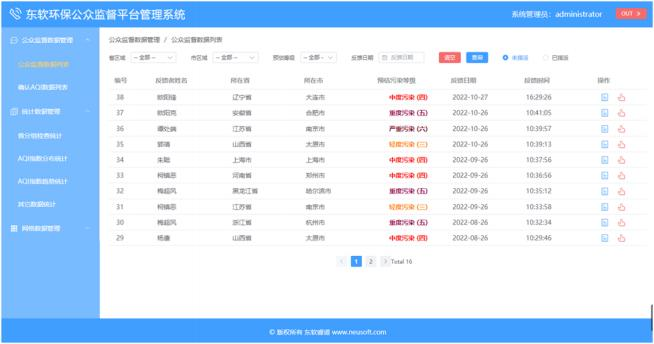 东软环保公众监督平台管理系统
系统管理员：administrator
OUT
公众监督数据管理
公众监督数据列表
确认AQI数据列表
统计数据管理
省分组检查统计
AQI指数分布统计
AQI指数趋势统计
其它数据统计
网格数据管理
公众监督数据管理 / 公众监督数据列表
省区域 -- 全部 -- 市区域 -- 全部 -- 预估等级 -- 全部 -- 反馈日期 反馈日期 清空 查询 未指派 已指派
编号 反馈者姓名 所在省 所在市 预估污染等级 反馈日期 反馈时间 操作
38 欧阳锋 辽宁省 大连市 中度污染 (四) 2022-10-27 16:29:26
37 欧阳克 安徽省 合肥市 重度污染 (五) 2022-10-26 10:41:05
36 谭处端 江苏省 南京市 严重污染 (六) 2022-10-26 10:39:57
35 郭靖 山西省 太原市 轻度污染 (三) 2022-10-26 10:39:13
34 朱聪 上海市 上海市 中度污染 (四) 2022-09-26 10:37:56
33 柯镇恶 河南省 郑州市 中度污染 (四) 2022-09-26 10:36:56
32 梅超风 黑龙江省 哈尔滨市 重度污染 (五) 2022-09-26 10:35:12
31 柯镇恶 江苏省 南京市 轻度污染 (三) 2022-09-26 10:33:58
30 梅超风 浙江省 杭州市 重度污染 (五) 2022-08-26 10:32:34
29 杨康 山西省 太原市 中度污染 (四) 2022-08-26 10:29:46
1 2 Total 16
© 版权所有 东软睿道 www.neusoft.com